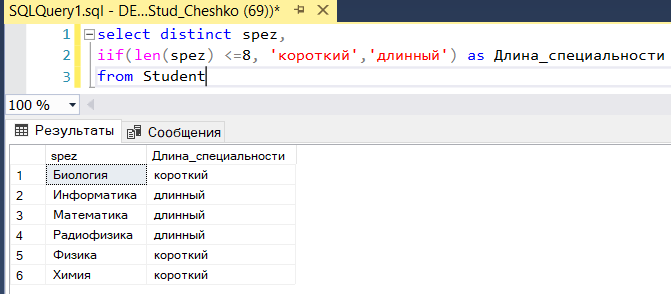 SQLQuery1.sql - DE...Stud_Cheshko (69))*
1 select distinct spez,
2 iif(len(spez) <=8, 'короткий','длинный') as Длина_специальности
3 from Student
100 %
Результаты Сообщения
spez Длина_специальности
1 Биология короткий
2 Информатика длинный
3 Математика длинный
4 Радиофизика длинный
5 Физика короткий
6 Химия короткий